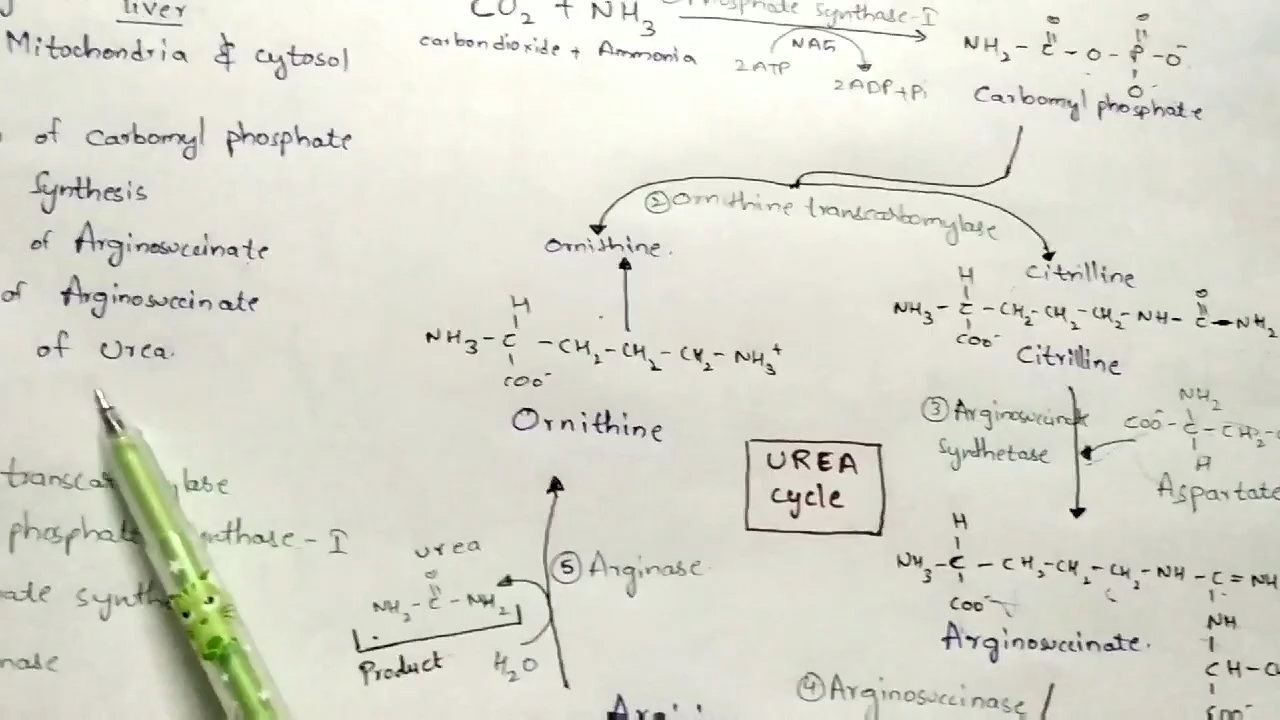 liver
Mitochondria & cytosol
of Carbomyl phosphate
Synthesis
of Arginosuccinate
of Arginosuccinate
of Urea.
phosphate
I
CO2 + NH3
carbondioxide + Ammonia
Synthase-I
NAG
2ATP
2ADP+Pi
NH2 - C - O - P - O-
O
O
O-
Carbomyl phosphate
② Ornithine transcarbomylase
Ornithine.
Citrilline
H
NH3 - C - CH2 - CH2 - CH2 - NH - C - NH2
O
COO-
Citrilline
H
NH3 - C - CH2 - CH2 - CH2 - NH3+
COO-
Ornithine
③ Arginosuccinate
Synthetase
NH2
COO- - C - CH2 -
H
Aspartate
UREA
cycle
H
NH3 - C - CH2 - CH2 - CH2 - NH - C = NH
COO-
NH
CH -
COO-
Arginosuccinate.
④ Arginosuccinase
⑤ Arginase
urea
O
NH2 - C - NH2
Product
H2O